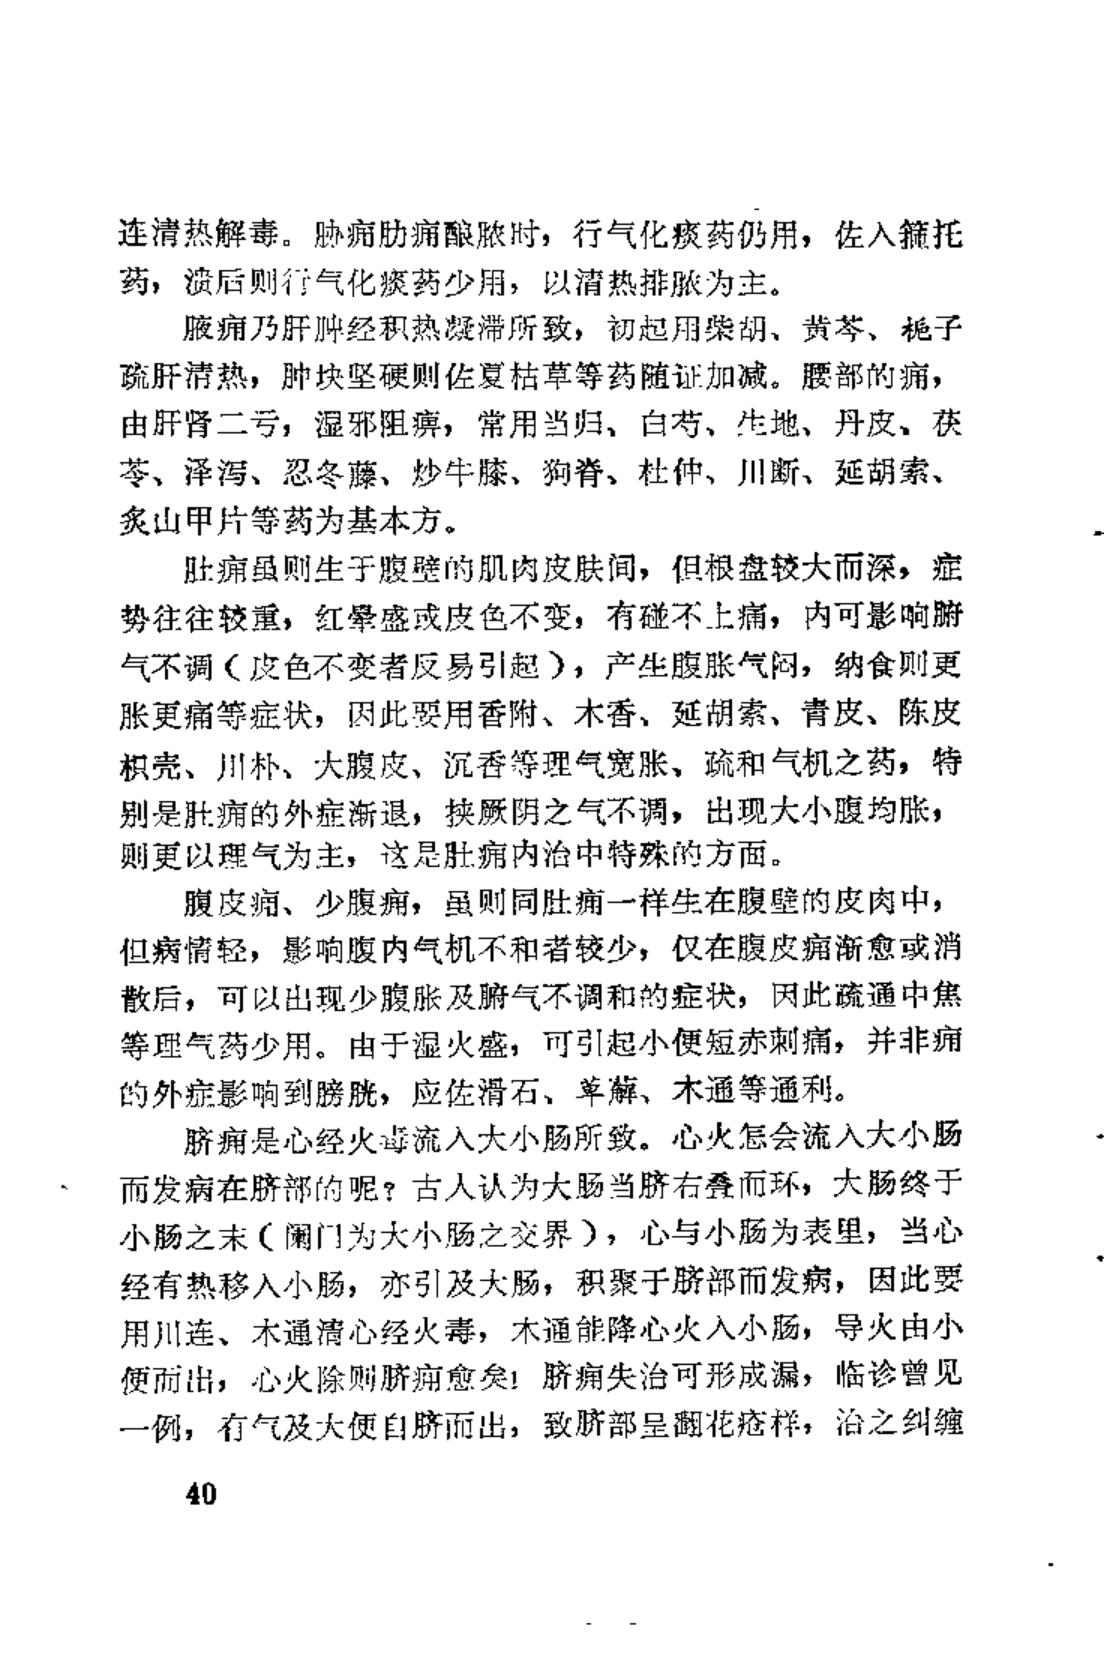 连清热解毒。胁痈肋痈酿脓时，行气化痰药仍用，佐入箍托
药，溃后则行气化痰药少用，以清热排脓为主。
腋痈乃肝脾经积热凝滞所致，初起用柴胡、黄芩、栀子
疏肝清热，肿块坚硬则佐夏枯草等药随证加减。腰部的痈，
由肝肾二亏，湿邪阻痹，常用当归、白芍、生地、丹皮、茯
苓、泽泻、忍冬藤、炒牛膝、狗脊、杜仲、川断、延胡索、
炙山甲片等药为基本方。
肚痈虽则生于腹壁的肌肉皮肤间，但根盘较大而深，症
势往往较重，红晕盛或皮色不变，有碰不上痛，内可影响腑
气不调（皮色不变者反易引起），产生腹胀气闷，纳食则更
胀更痛等症状，因此要用香附、木香、延胡索、青皮、陈皮
枳壳、川朴、大腹皮、沉香等理气宽胀、疏和气机之药，特
别是肚痈的外症渐退，挟厥阴之气不调，出现大小腹均胀，
则更以理气为主，这是肚痈内治中特殊的方面。
腹皮痈、少腹痈，虽则同肚痈一样生在腹壁的皮肉中，
但病情轻，影响腹内气机不和者较少，仅在腹皮痈渐愈或消
散后，可以出现少腹胀及腑气不调和的症状，因此疏通中焦
等理气药少用。由于湿火盛，可引起小便短赤刺痛，并非痈
的外症影响到膀胱，应佐滑石、萆薢、木通等通利。
脐痈是心经火毒流入大小肠所致。心火怎会流入大小肠
而发病在脐部的呢？古人认为大肠当脐右叠而环，大肠终于
小肠之末（阑门为大小肠之交界），心与小肠为表里，当心
经有热移入小肠，亦引及大肠，积聚于脐部而发病，因此要
用川连、木通清心经火毒，木通能降心火入小肠，导火由小
便而出，心火除则脐痈愈矣！脐痈失治可形成漏，临诊曾见
一例，有气及大便自脐而出，致脐部呈翻花疮样，治之纠缠
40